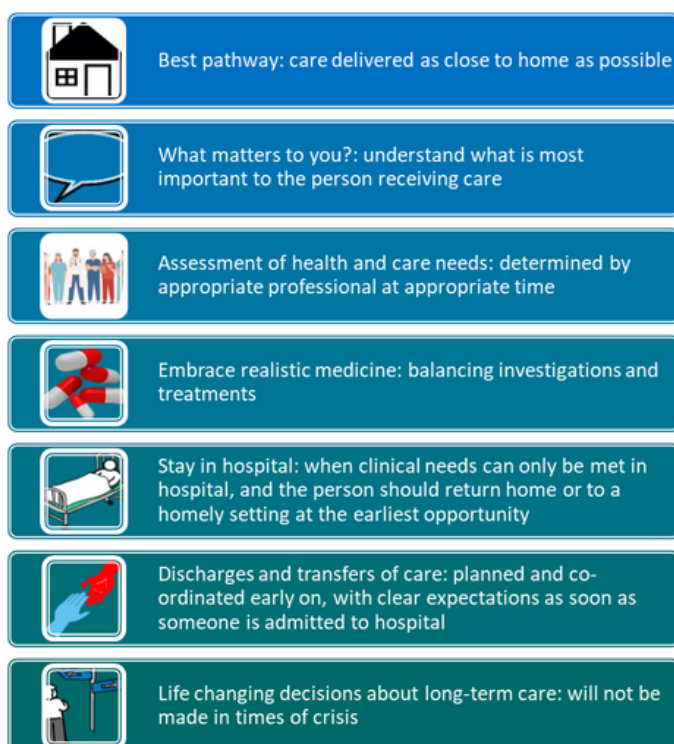 Best pathway: care delivered as close to home as possible
What matters to you?: understand what is most
important to the person receiving care
Assessment of health and care needs: determined by
appropriate professional at appropriate time
Embrace realistic medicine: balancing investigations and
treatments
Stay in hospital: when clinical needs can only be met in
hospital, and the person should return home or to a
homely setting at the earliest opportunity
Discharges and transfers of care: planned and co-
ordinated early on, with clear expectations as soon as
someone is admitted to hospital
Life changing decisions about long-term care: will not be
made in times of crisis